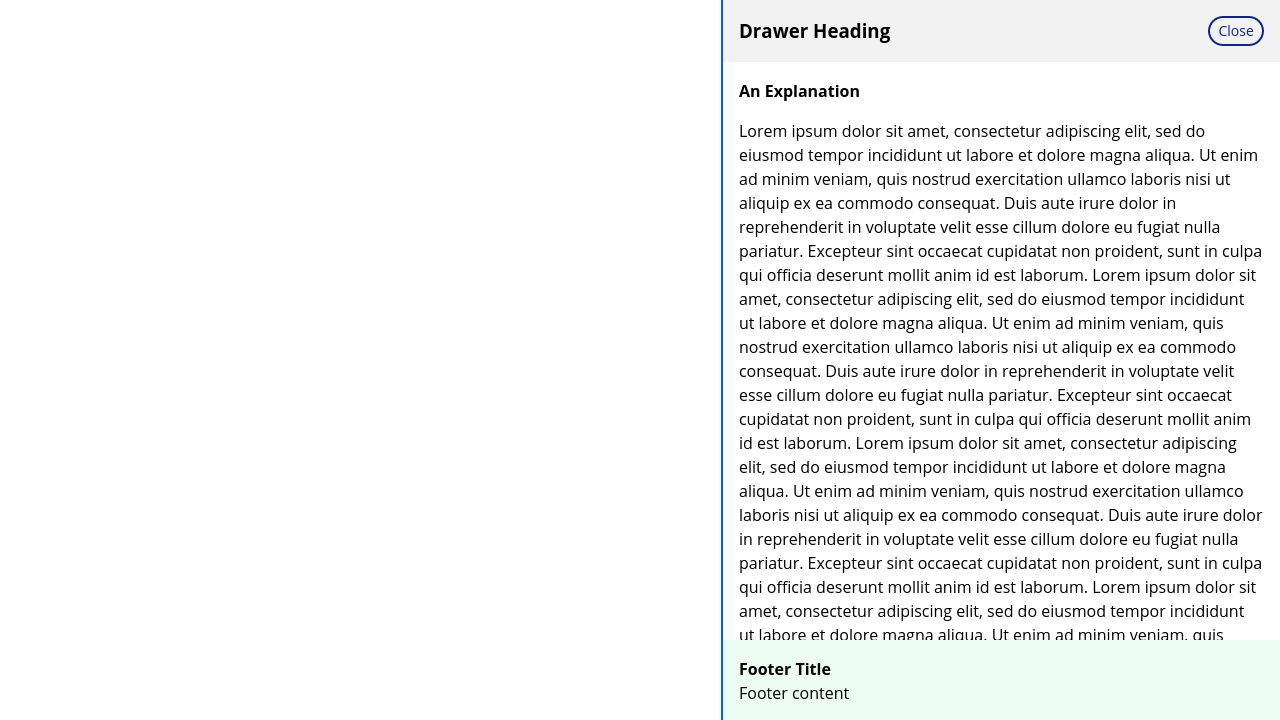 Drawer Heading
Close
An Explanation
Lorem ipsum dolor sit amet, consectetur adipiscing elit, sed do
eiusmod tempor incididunt ut labore et dolore magna aliqua. Ut enim
ad minim veniam, quis nostrud exercitation ullamco laboris nisi ut
aliquip ex ea commodo consequat. Duis aute irure dolor in
reprehenderit in voluptate velit esse cillum dolore eu fugiat nulla
pariatur. Excepteur sint occaecat cupidatat non proident, sunt in culpa
qui officia deserunt mollit anim id est laborum. Lorem ipsum dolor sit
amet, consectetur adipiscing elit, sed do eiusmod tempor incididunt
ut labore et dolore magna aliqua. Ut enim ad minim veniam, quis
nostrud exercitation ullamco laboris nisi ut aliquip ex ea commodo
consequat. Duis aute irure dolor in reprehenderit in voluptate velit
esse cillum dolore eu fugiat nulla pariatur. Excepteur sint occaecat
cupidatat non proident, sunt in culpa qui officia deserunt mollit anim
id est laborum. Lorem ipsum dolor sit amet, consectetur adipiscing
elit, sed do eiusmod tempor incididunt ut labore et dolore magna
aliqua. Ut enim ad minim veniam, quis nostrud exercitation ullamco
laboris nisi ut aliquip ex ea commodo consequat. Duis aute irure dolor
in reprehenderit in voluptate velit esse cillum dolore eu fugiat nulla
pariatur. Excepteur sint occaecat cupidatat non proident, sunt in culpa
qui officia deserunt mollit anim id est laborum. Lorem ipsum dolor sit
amet, consectetur adipiscing elit, sed do eiusmod tempor incididunt
ut labore et dolore magna aliqua. Ut enim ad minim veniam, quis
Footer Title
Footer content